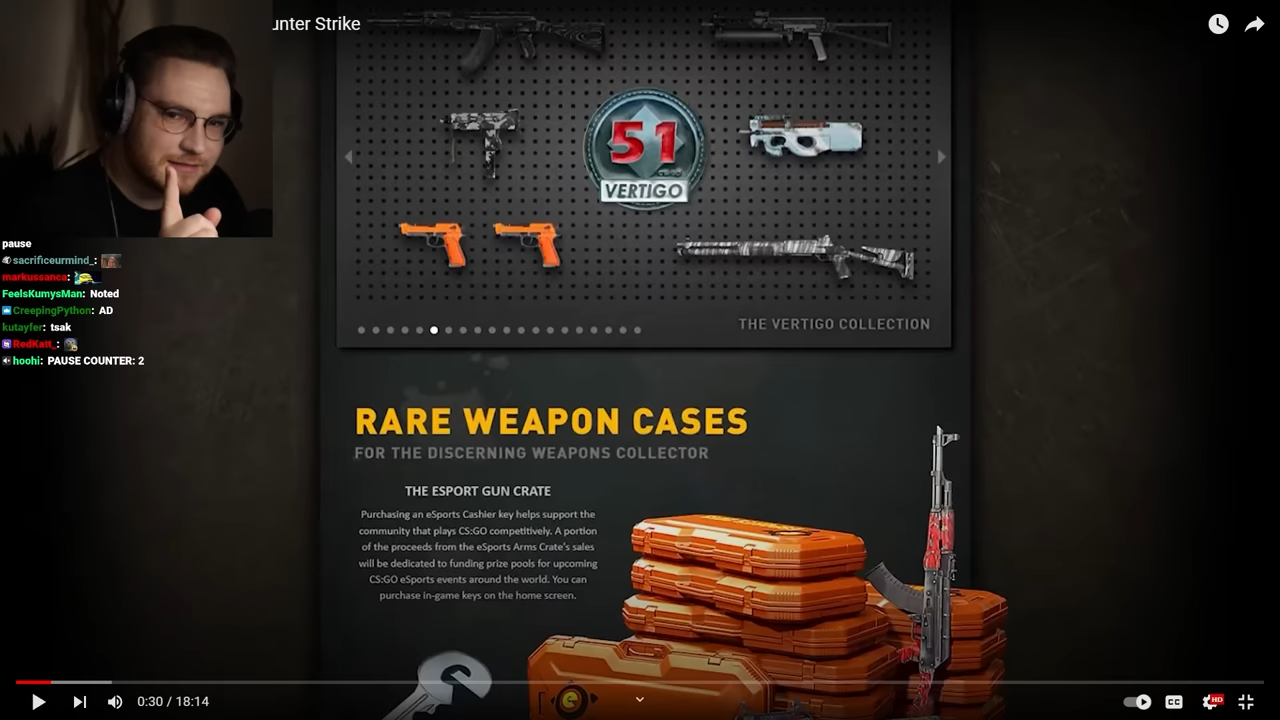 unter Strike
51
VERTIGO
pause
sacrificeurmind_:
markussanca:
FeelsKumysMan: Noted
CreepingPython: AD
kutayfer: tsak
RedKatt_:
hoohi: PAUSE COUNTER: 2
THE VERTIGO COLLECTION
RARE WEAPON CASES
FOR THE DISCERNING WEAPONS COLLECTOR
THE ESPORT GUN CRATE
Purchasing an eSports Cashier key helps support the
community that plays CS:GO competitively. A portion
of the proceeds from the eSports Arms Crate's sales
will be dedicated to funding prize pools for upcoming
CS:GO eSports events around the world. You can
purchase in-game keys on the home screen.
0:30 / 18:14
CC
HD